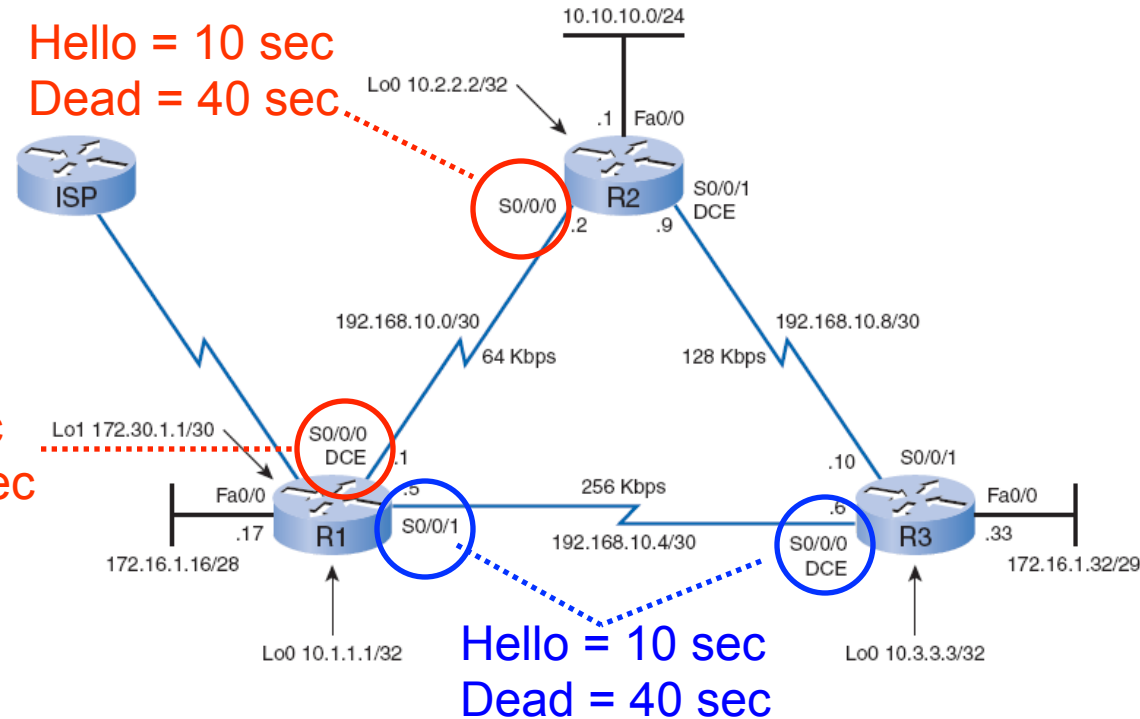 10.10.10.0/24
Hello = 10 sec
Dead = 40 sec
Lo0 10.2.2.2/32
.1
Fa0/0
ISP
R2
S0/0/0
S0/0/1
DCE
.2
.9
192.168.10.0/30
192.168.10.8/30
64 Kbps
128 Kbps
Lo1 172.30.1.1/30
S0/0/0
DCE
ec
.1
.10
S0/0/1
Fa0/0
.5
256 Kbps
.6
Fa0/0
.17
R1
S0/0/1
192.168.10.4/30
S0/0/0
DCE
R3
.33
172.16.1.16/28
172.16.1.32/29
Hello = 10 sec
Dead = 40 sec
Lo0 10.1.1.1/32
Lo0 10.3.3.3/32